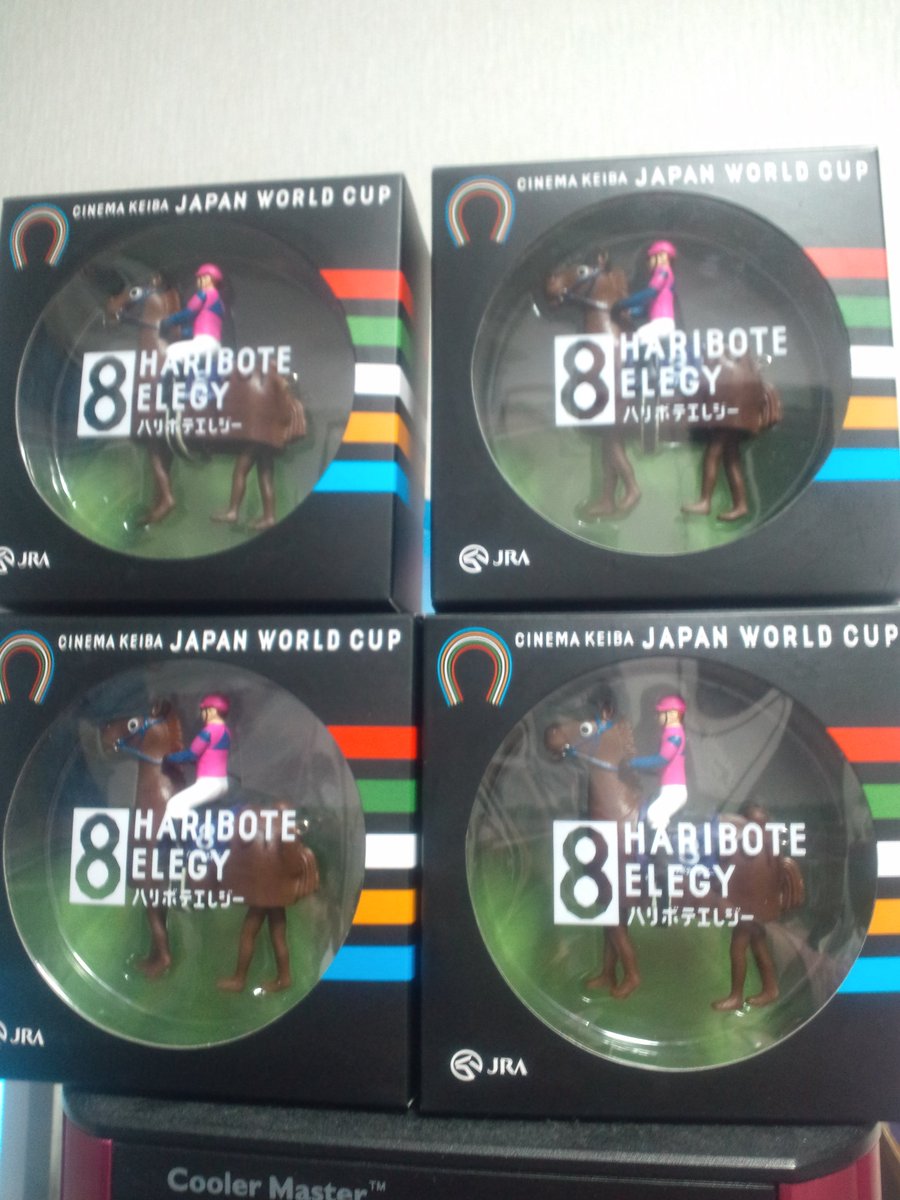 CINEMA KEIBA JAPAN WORLD CUP
8 HARIBOTE
ELEGY
ハリボテエレジー
JRA
CINEMA KEIBA JAPAN WORLD CUP
8 HARIBOTE
ELEGY
ハリボテエレジー
JRA
CINEMA KEIBA JAPAN WORLD CUP
8 HARIBOTE
ELEGY
ハリボテエレジー
JRA
CINEMA KEIBA JAPAN WORLD CUP
8 HARIBOTE
ELEGY
ハリボテエレジー
JRA
Cooler Master™